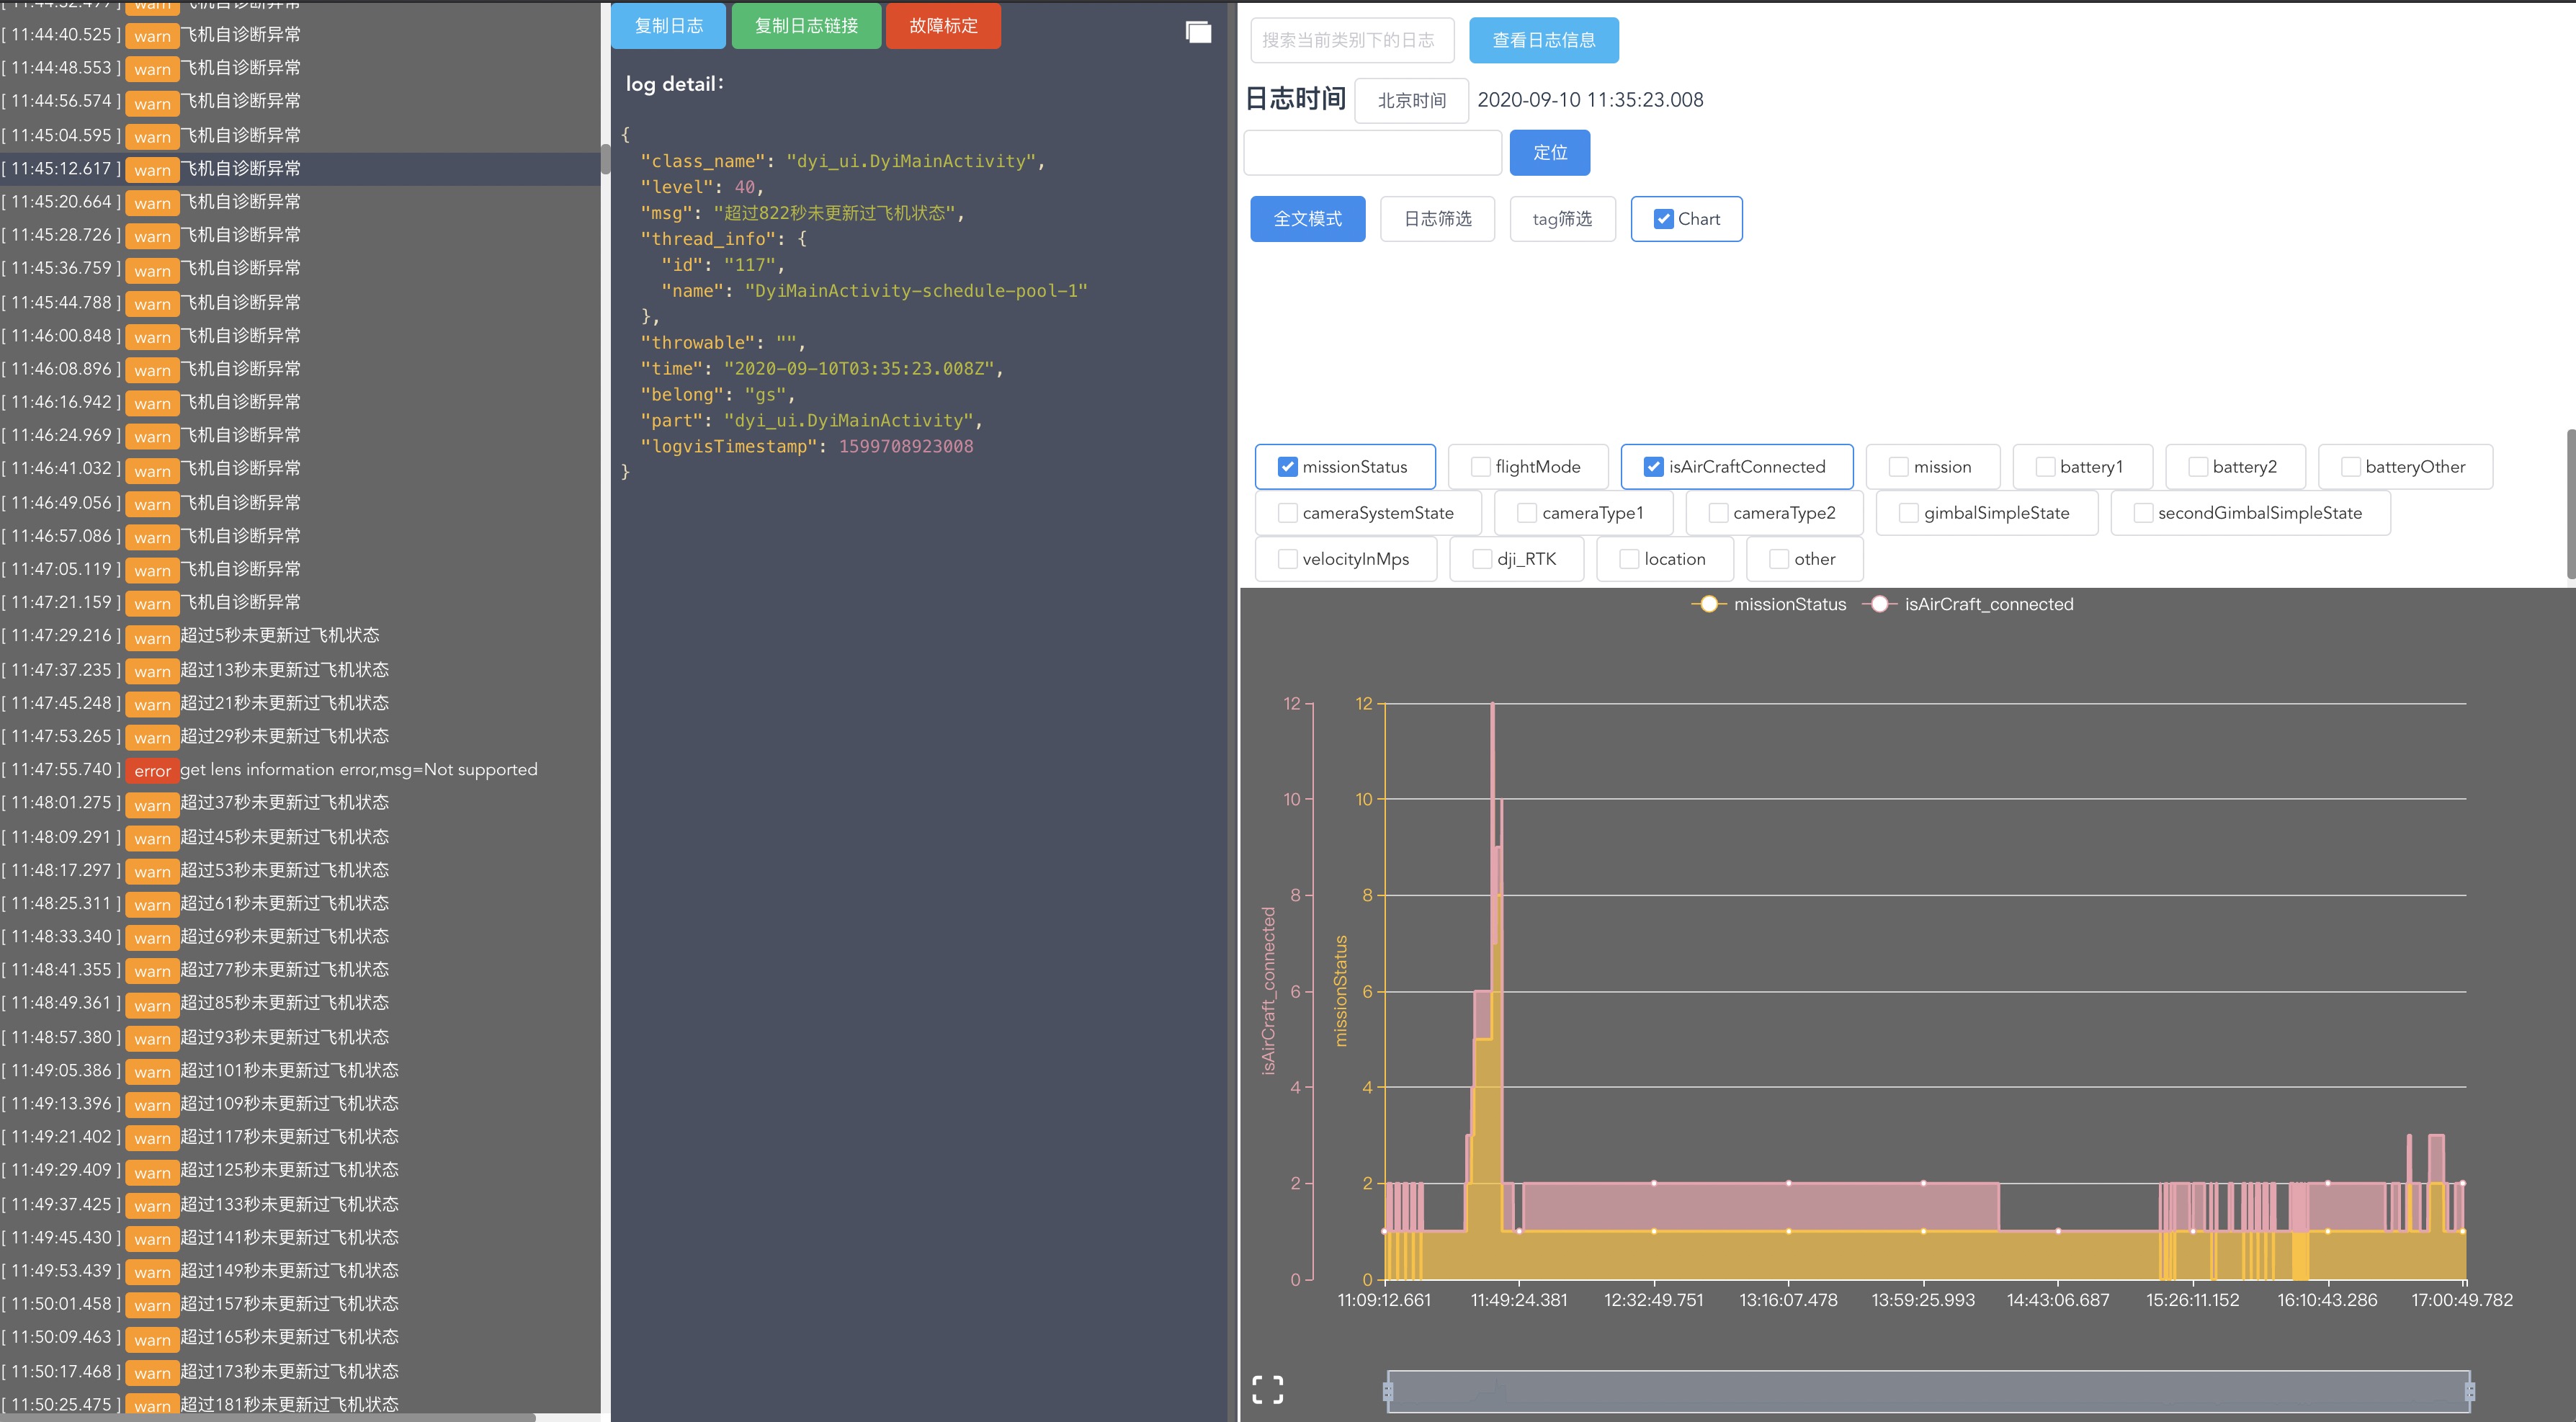 [ 11:44:40.525 ] warn 飞机自诊断异常
[ 11:44:48.553 ] warn 飞机自诊断异常
[ 11:44:56.574 ] warn 飞机自诊断异常
[ 11:45:04.595 ] warn 飞机自诊断异常
[ 11:45:12.617 ] warn 飞机自诊断异常
[ 11:45:20.664 ] warn 飞机自诊断异常
[ 11:45:28.726 ] warn 飞机自诊断异常
[ 11:45:36.759 ] warn 飞机自诊断异常
[ 11:45:44.788 ] warn 飞机自诊断异常
[ 11:46:00.848 ] warn 飞机自诊断异常
[ 11:46:08.896 ] warn 飞机自诊断异常
[ 11:46:16.942 ] warn 飞机自诊断异常
[ 11:46:24.969 ] warn 飞机自诊断异常
[ 11:46:41.032 ] warn 飞机自诊断异常
[ 11:46:49.056 ] warn 飞机自诊断异常
[ 11:46:57.086 ] warn 飞机自诊断异常
[ 11:47:05.119 ] warn 飞机自诊断异常
[ 11:47:21.159 ] warn 飞机自诊断异常
[ 11:47:29.216 ] warn 超过5秒未更新过飞机状态
[ 11:47:37.235 ] warn 超过13秒未更新过飞机状态
[ 11:47:45.248 ] warn 超过21秒未更新过飞机状态
[ 11:47:53.265 ] warn 超过29秒未更新过飞机状态
[ 11:47:55.740 ] error get lens information error,msg=Not supported
[ 11:48:01.275 ] warn 超过37秒未更新过飞机状态
[ 11:48:09.291 ] warn 超过45秒未更新过飞机状态
[ 11:48:17.297 ] warn 超过53秒未更新过飞机状态
[ 11:48:25.311 ] warn 超过61秒未更新过飞机状态
[ 11:48:33.340 ] warn 超过69秒未更新过飞机状态
[ 11:48:41.355 ] warn 超过77秒未更新过飞机状态
[ 11:48:49.361 ] warn 超过85秒未更新过飞机状态
[ 11:48:57.380 ] warn 超过93秒未更新过飞机状态
[ 11:49:05.386 ] warn 超过101秒未更新过飞机状态
[ 11:49:13.396 ] warn 超过109秒未更新过飞机状态
[ 11:49:21.402 ] warn 超过117秒未更新过飞机状态
[ 11:49:29.409 ] warn 超过125秒未更新过飞机状态
[ 11:49:37.425 ] warn 超过133秒未更新过飞机状态
[ 11:49:45.430 ] warn 超过141秒未更新过飞机状态
[ 11:49:53.439 ] warn 超过149秒未更新过飞机状态
[ 11:50:01.458 ] warn 超过157秒未更新过飞机状态
[ 11:50:09.463 ] warn 超过165秒未更新过飞机状态
[ 11:50:17.468 ] warn 超过173秒未更新过飞机状态
[ 11:50:25.475 ] warn 超过181秒未更新过飞机状态
复制日志 复制日志链接 故障标定
log detail：
{
"class_name": "dyi_ui.DyiMainActivity",
"level": 40,
"msg": "超过822秒未更新过飞机状态",
"thread_info": {
"id": "117",
"name": "DyiMainActivity-schedule-pool-1"
},
"throwable": "",
"time": "2020-09-10T03:35:23.008Z",
"belong": "gs",
"part": "dyi_ui.DyiMainActivity",
"logvisTimestamp": 1599708923008
}
搜索当前类别下的日志 查看日志信息
日志时间 北京时间 2020-09-10 11:35:23.008
定位
全文模式 日志筛选 tag筛选 Chart
missionStatus flightMode isAirCraftConnected mission battery1 battery2 batteryOther
cameraSystemState cameraType1 cameraType2 gimbalSimpleState secondGimbalSimpleState
velocityInMps dji_RTK location other
missionStatus isAirCraft_connected
12 12
10 10
8 8
6 6
4 4
2 2
0 0
isAirCraft_connected
missionStatus
11:09:12.661 11:49:24.381 12:32:49.751 13:16:07.478 13:59:25.993 14:43:06.687 15:26:11.152 16:10:43.286 17:00:49.782